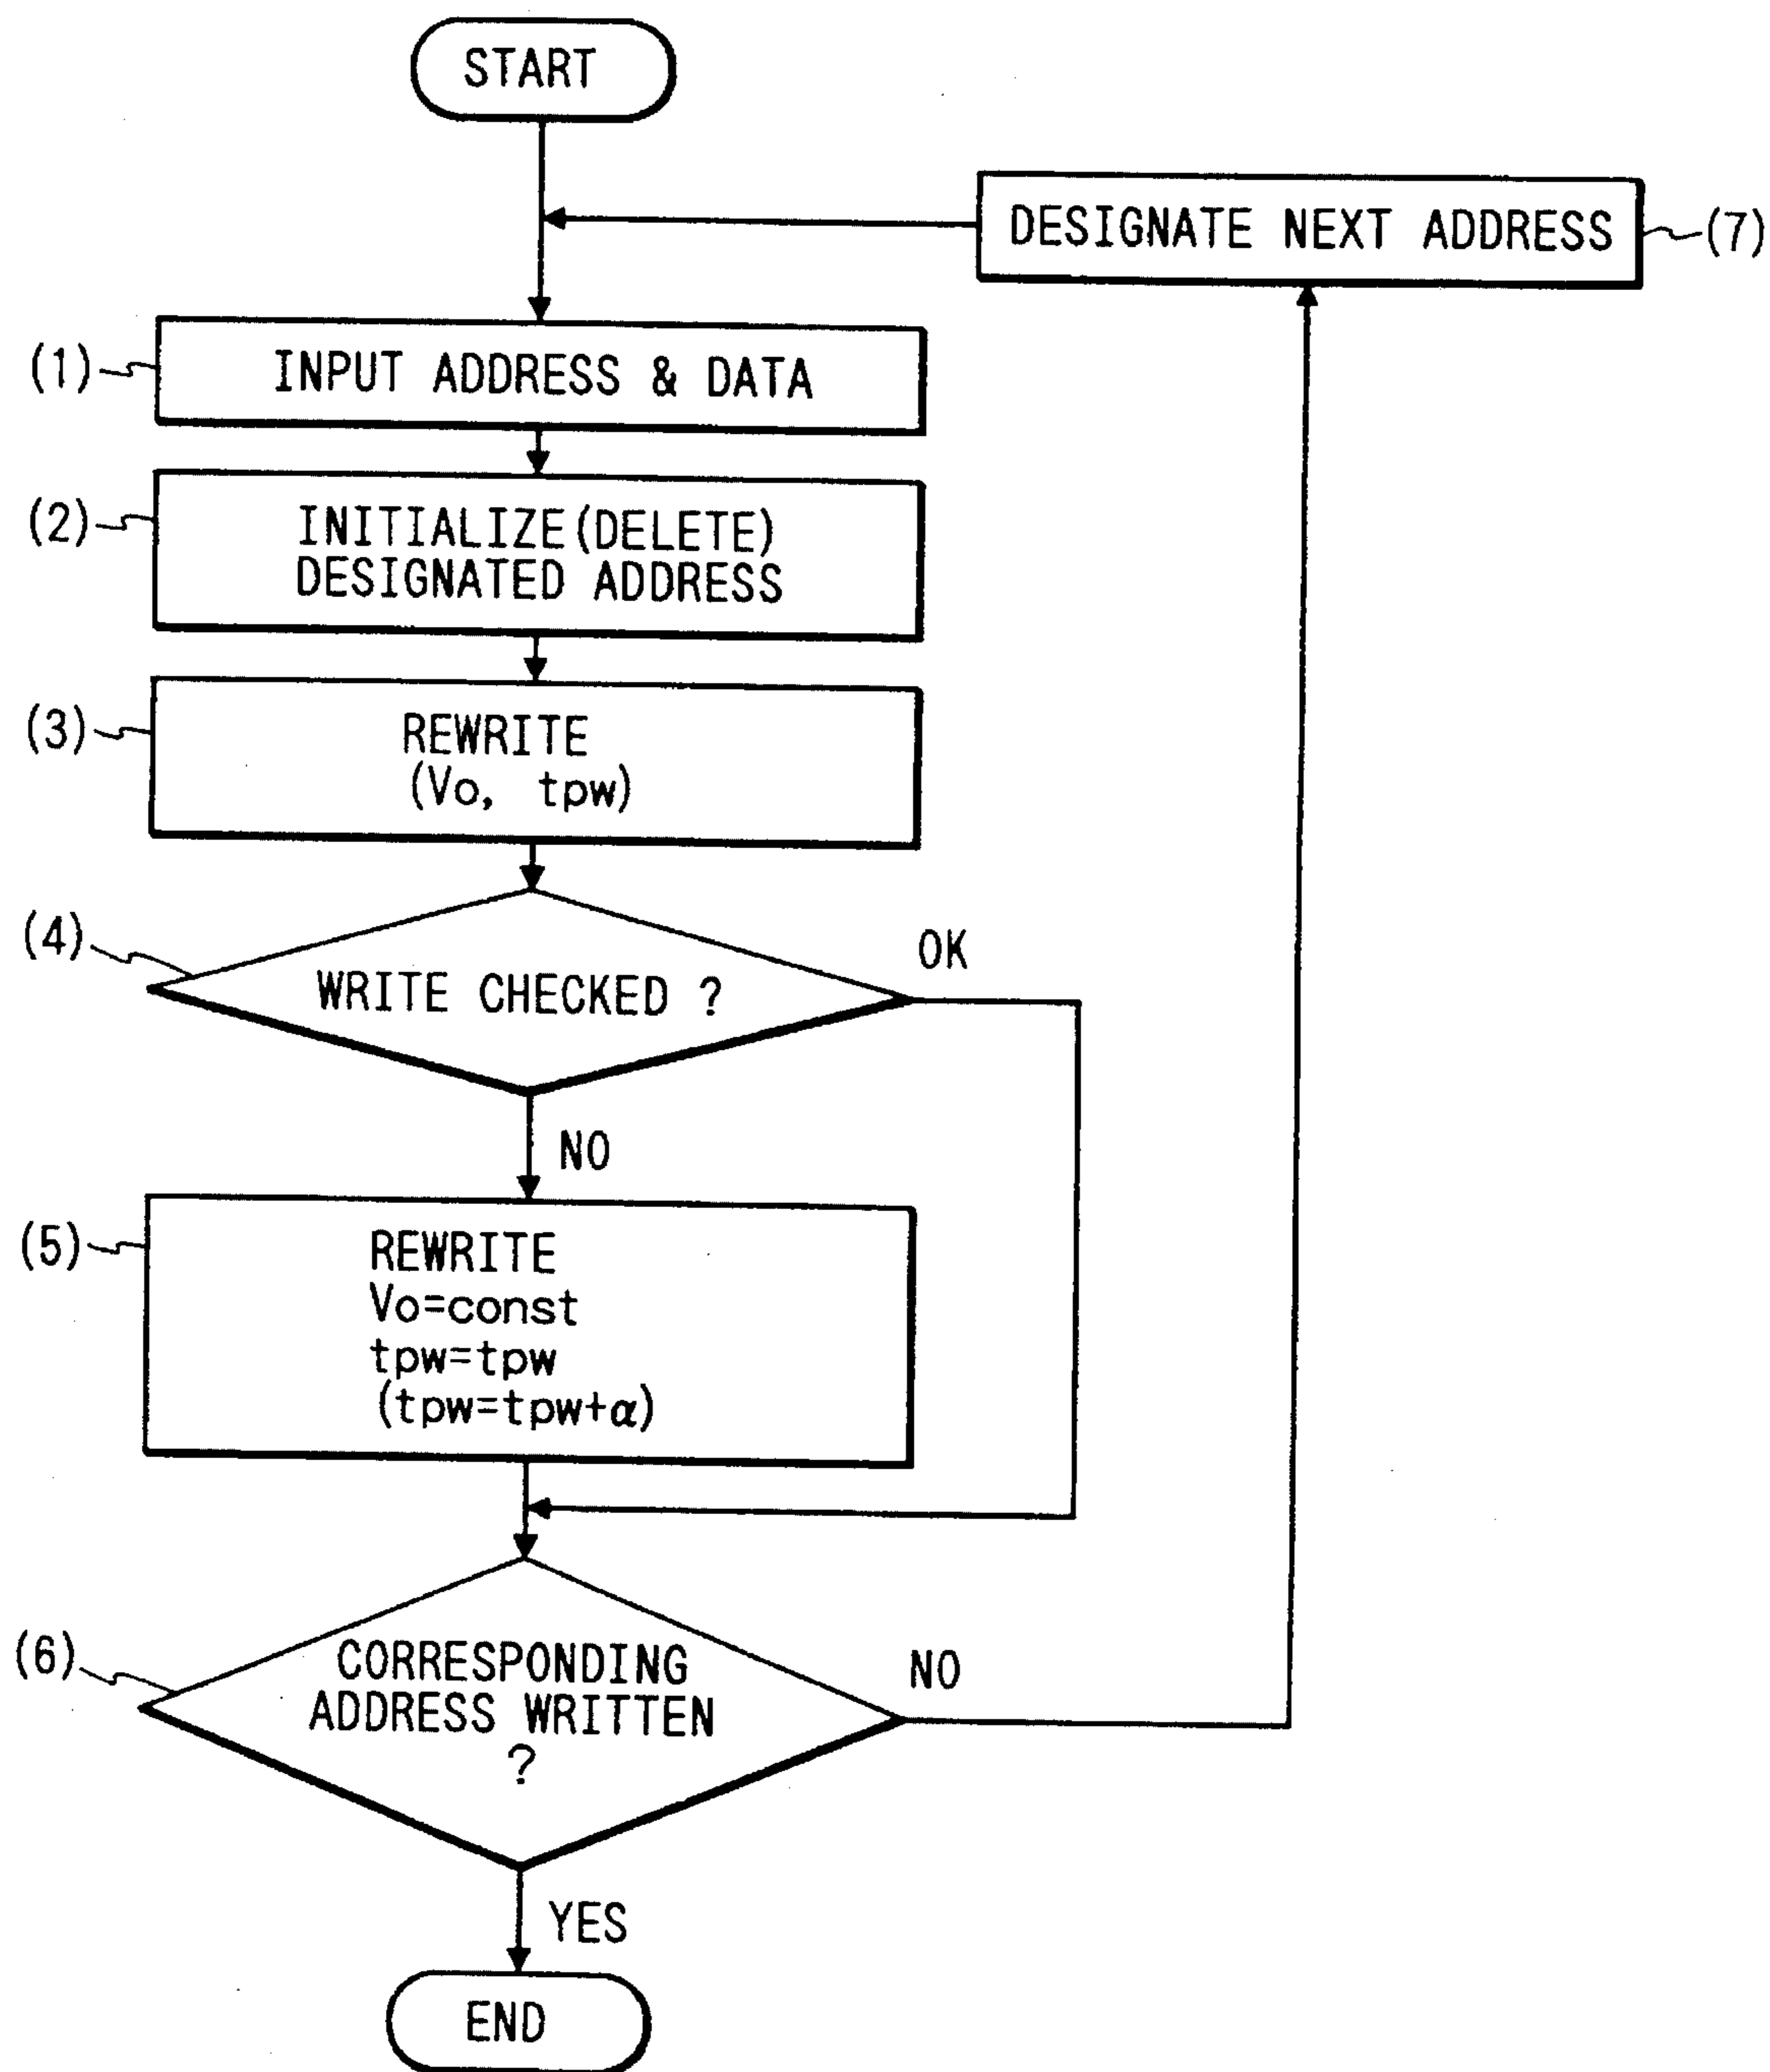 START
DESIGNATE NEXT ADDRESS
(7)
(1)
INPUT ADDRESS & DATA
(2)
INITIALIZE(DELETE)
DESIGNATED ADDRESS
(3)
REWRITE
(Vo, tpw)
(4)
WRITE CHECKED ?
OK
NO
(5)
REWRITE
Vo=const
tpw=tpw
(tpw=tpw+α)
(6)
CORRESPONDING
ADDRESS WRITTEN
?
NO
YES
END